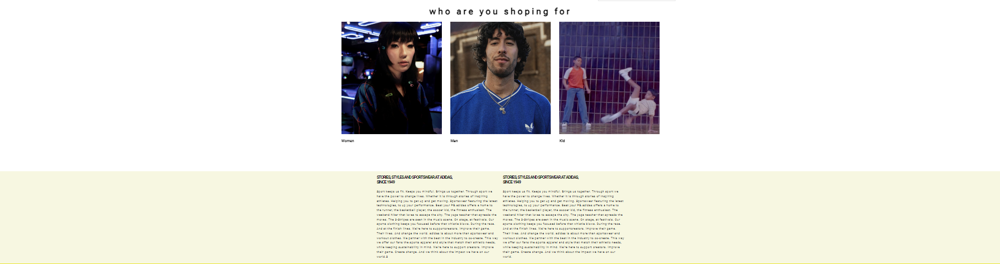 who are you shoping for
Women
Man
Kid
STORIES, STYLES AND SPORTSWEAR AT ADIDAS,
SINCE 1949
Sport keeps us fit. Keeps you mindful. Brings us together. Through sport we
have the power to change lives. Whether it is through stories of inspiring
athletes. Helping you to get up and get moving. Sportswear featuring the latest
technologies, to up your performance. Beat your PB.adidas offers a home to
the runner, the basketball player, the soccer kid, the fitness enthusiast. The
weekend hiker that loves to escape the city. The yoga teacher that spreads the
moves. The 3-Stripes are seen in the music scene. On stage, at festivals. Our
sports clothing keeps you focused before that whistle blows. During the race.
And at the finish lines. We're here to supportcreators. Improve their game.
Their lives. And change the world. adidas is about more than sportswear and
workout clothes. We partner with the best in the industry to co-create. This way
we offer our fans the sports apparel and style that match their athletic needs,
while keeping sustainability in mind. We're here to support creators. Improve
their game. Create change. And we think about the impact we have on our
world.S
STORIES, STYLES AND SPORTSWEAR AT ADIDAS,
SINCE 1949
Sport keeps us fit. Keeps you mindful. Brings us together. Through sport we
have the power to change lives. Whether it is through stories of inspiring
athletes. Helping you to get up and get moving. Sportswear featuring the latest
technologies, to up your performance. Beat your PB.adidas offers a home to
the runner, the basketball player, the soccer kid, the fitness enthusiast. The
weekend hiker that loves to escape the city. The yoga teacher that spreads the
moves. The 3-Stripes are seen in the music scene. On stage, at festivals. Our
sports clothing keeps you focused before that whistle blows. During the race.
And at the finish lines. We're here to supportcreators. Improve their game.
Their lives. And change the world. adidas is about more than sportswear and
workout clothes. We partner with the best in the industry to co-create. This way
we offer our fans the sports apparel and style that match their athletic needs,
while keeping sustainability in mind. We're here to support creators. Improve
their game. Create change. And we think about the impact we have on our
world.